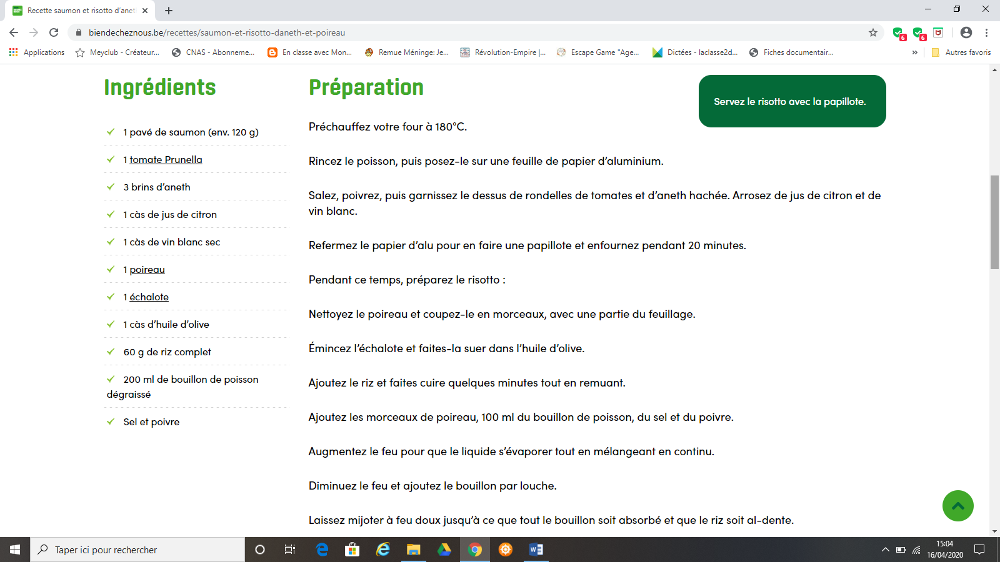 Recette saumon et risotto d'anet
biendecheznous.be/recettes/saumon-et-risotto-daneth-et-poireau
6
6
Applications
Meyclub - Créateur...
CNAS - Abonneme...
En classe avec Mon...
Remue Méninge: Je...
Révolution-Empire |...
Escape Game "Age...
Dictées - laclasse2d...
Fiches documentair...
»
Autres favoris
Ingrédients
1 pavé de saumon (env. 120 g)
1 tomate Prunella
3 brins d'aneth
1 càs de jus de citron
1 càs de vin blanc sec
1 poireau
1 échalote
1 càs d'huile d'olive
60 g de riz complet
200 ml de bouillon de poisson
dégraissé
Sel et poivre
Préparation
Préchauffez votre four à 180°C.
Rincez le poisson, puis posez-le sur une feuille de papier d'aluminium.
Salez, poivrez, puis garnissez le dessus de rondelles de tomates et d'aneth hachée. Arrosez de jus de citron et de
vin blanc.
Refermez le papier d'alu pour en faire une papillote et enfournez pendant 20 minutes.
Pendant ce temps, préparez le risotto :
Nettoyez le poireau et coupez-le en morceaux, avec une partie du feuillage.
Émincez l'échalote et faites-la suer dans l'huile d'olive.
Ajoutez le riz et faites cuire quelques minutes tout en remuant.
Ajoutez les morceaux de poireau, 100 ml du bouillon de poisson, du sel et du poivre.
Augmentez le feu pour que le liquide s'évaporer tout en mélangeant en continu.
Diminuez le feu et ajoutez le bouillon par louche.
Laissez mijoter à feu doux jusqu'à ce que tout le bouillon soit absorbé et que le riz soit al-dente.
Servez le risotto avec la papillote.
Taper ici pour rechercher
15:04
16/04/2020